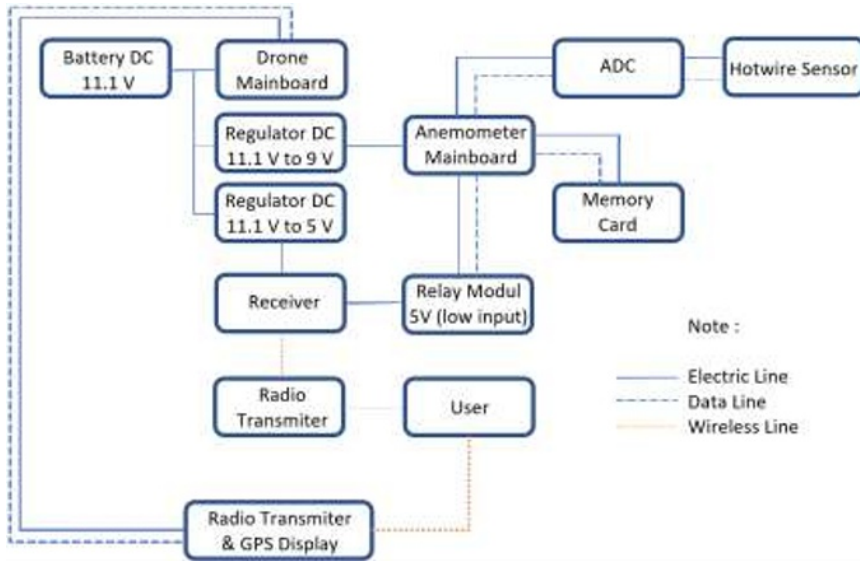 Battery DC
11.1 V
Drone
Mainboard
ADC
Hotwire Sensor
Regulator DC
11.1 V to 9 V
Anemometer
Mainboard
Regulator DC
11.1 V to 5 V
Memory
Card
Receiver
Relay Modul
5V (low input)
Note :
Radio
Transmiter
User
Electric Line
Data Line
Wireless Line
Radio Transmiter
& GPS Display